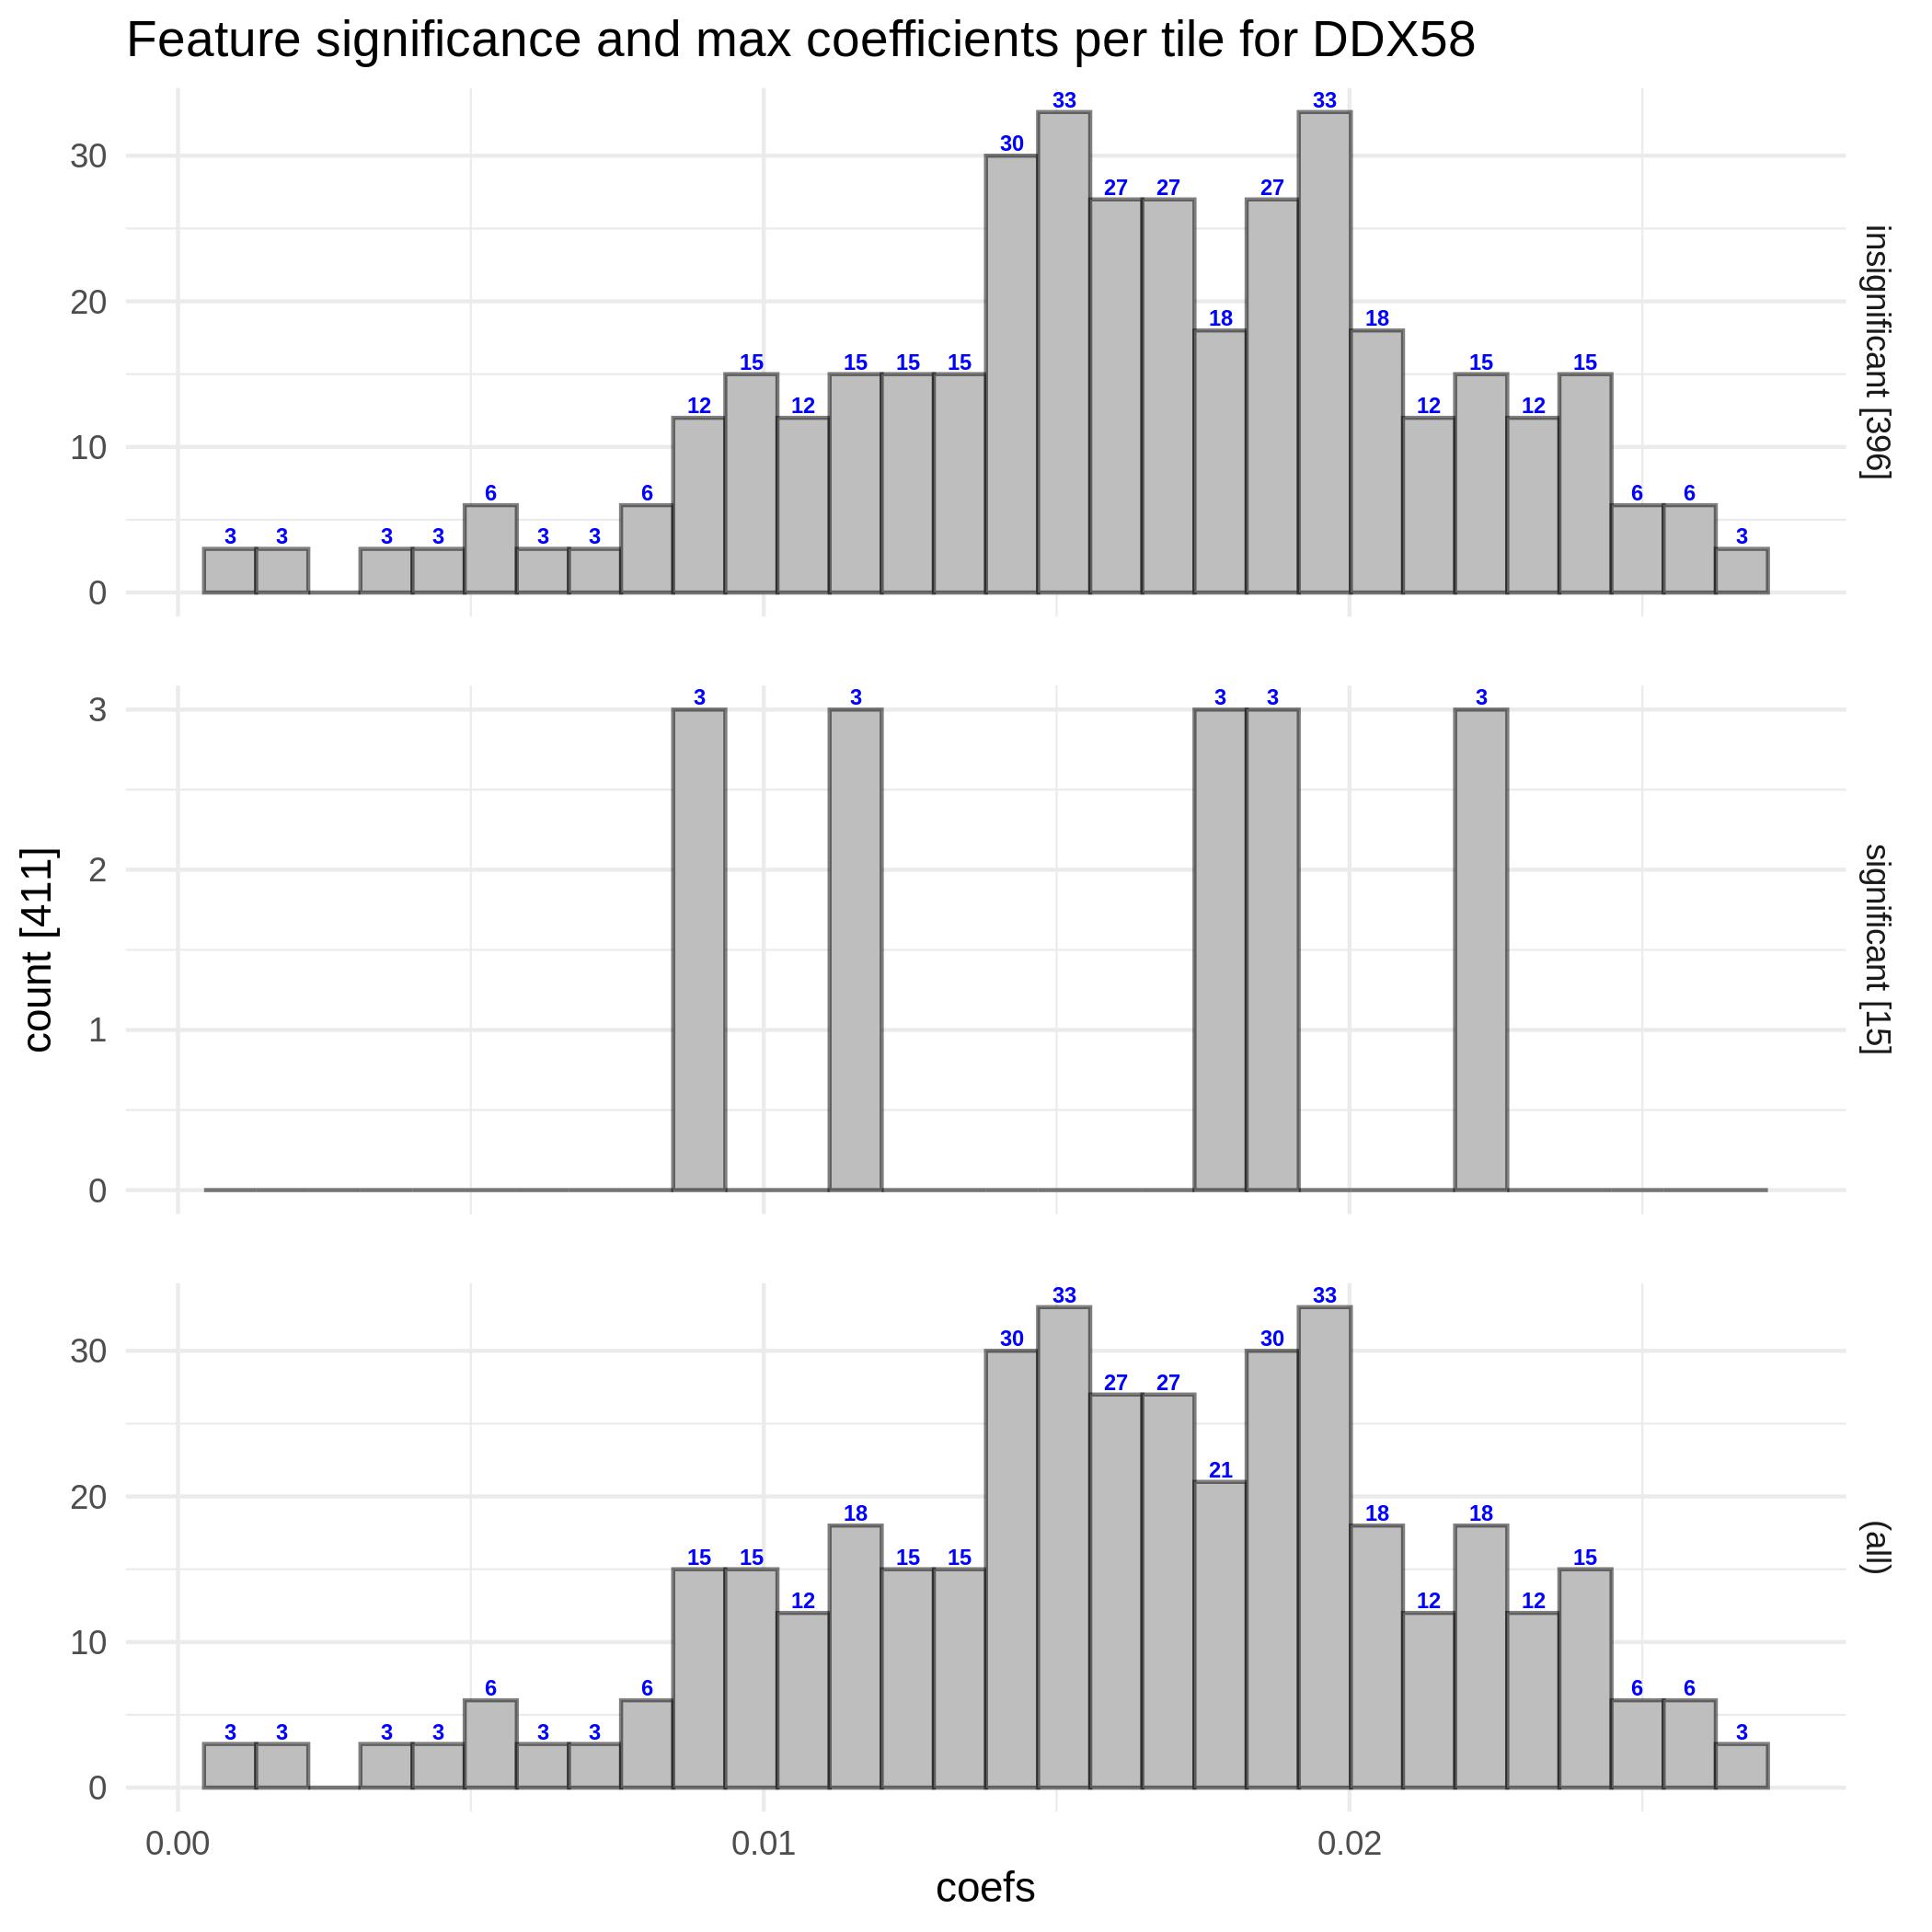 Feature significance and max coefficients per tile for DDX58
33 33
30
30
27 27 27
20
18 18
15 15 15 15 15 15
12 12 12 12
10
6 6 6 6
3 3 3 3 3 3 3
0
insignificant [396]
3 3 3 3 3
3
2
1
0
significant [15]
count [411]
33 33
30 30
30
27 27
21
20
18 18 18
15 15 15 15 15
12 12 12
10
6 6 6 6
3 3 3 3 3 3 3
0
(all)
0.00 0.01 0.02
coefs